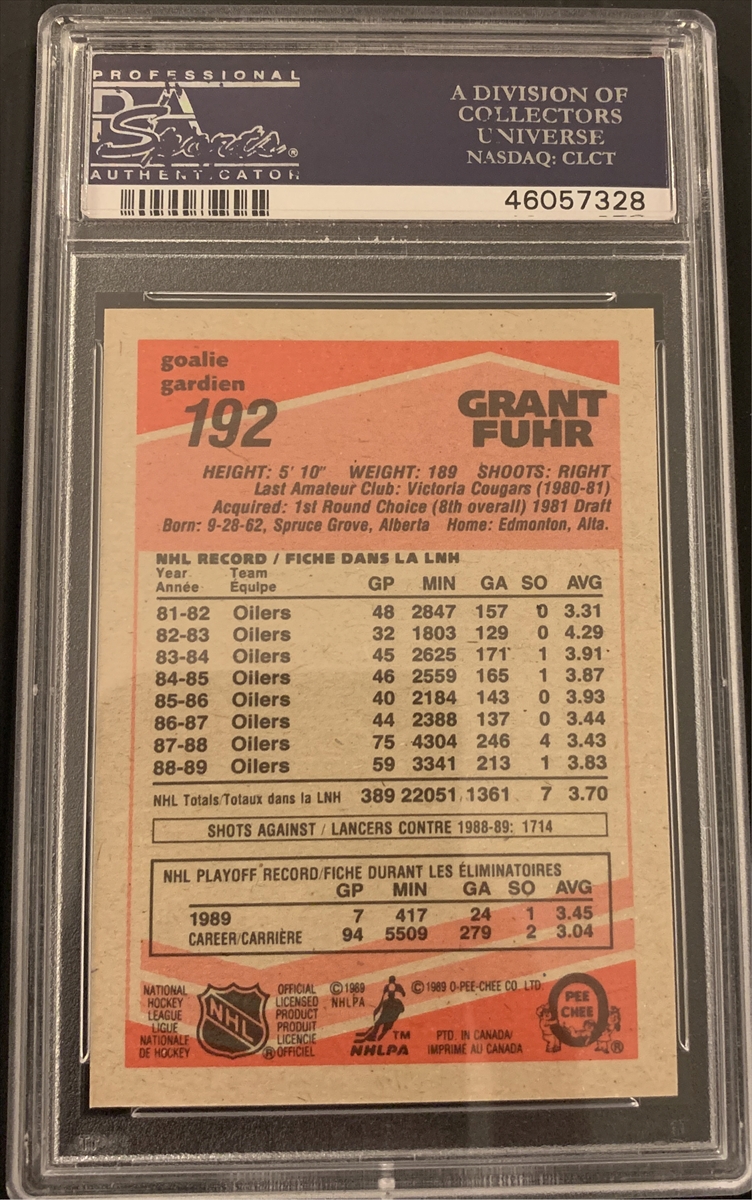 PROFESSIONAL
PSA
Sports®
AUTHENTICATOR
A DIVISION OF
COLLECTORS
UNIVERSE
NASDAQ: CLCT
46057328
goalie
gardien
192
GRANT
FUHR
HEIGHT: 5' 10" WEIGHT: 189 SHOOTS: RIGHT
Last Amateur Club: Victoria Cougars (1980-81)
Acquired: 1st Round Choice (8th overall) 1981 Draft
Born: 9-28-62, Spruce Grove, Alberta Home: Edmonton, Alta.
NHL RECORD / FICHE DANS LA LNH
Year Team
Année Équipe GP MIN GA SO AVG
81-82 Oilers 48 2847 157 0 3.31
82-83 Oilers 32 1803 129 0 4.29
83-84 Oilers 45 2625 171 1 3.91
84-85 Oilers 46 2559 165 1 3.87
85-86 Oilers 40 2184 143 0 3.93
86-87 Oilers 44 2388 137 0 3.44
87-88 Oilers 75 4304 246 4 3.43
88-89 Oilers 59 3341 213 1 3.83
NHL Totals/Totaux dans la LNH 389 22051 1361 7 3.70
SHOTS AGAINST / LANCERS CONTRE 1988-89: 1714
NHL PLAYOFF RECORD/FICHE DURANT LES ÉLIMINATOIRES
GP MIN GA SO AVG
1989 7 417 24 1 3.45
CAREER/CARRIÈRE 94 5509 279 2 3.04
NATIONAL
HOCKEY
LEAGUE
LIGUE
NATIONALE
DE HOCKEY
NHL
®
OFFICIAL
LICENSED
PRODUCT
PRODUIT
LICENCIÉ
OFFICIEL
©1989
NHLPA
TM
NHLPA
©1989 O-PEE-CHEE CO. LTD.
PTD. IN CANADA/
IMPRIMÉ AU CANADA
O
PEE
CHEE
®